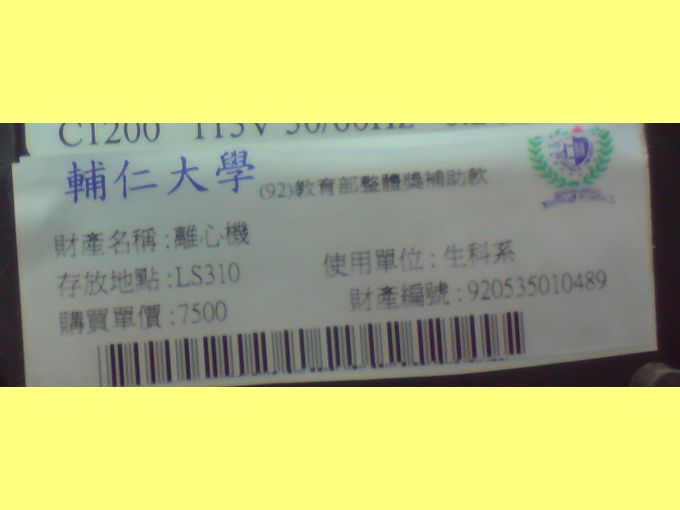 C1200 115V 50/60Hz
輔仁大學 (92)教育部整體獎補助款
財產名稱:離心機
存放地點:LS310 使用單位:生科系
購買單價:7500 財產編號:920535010489